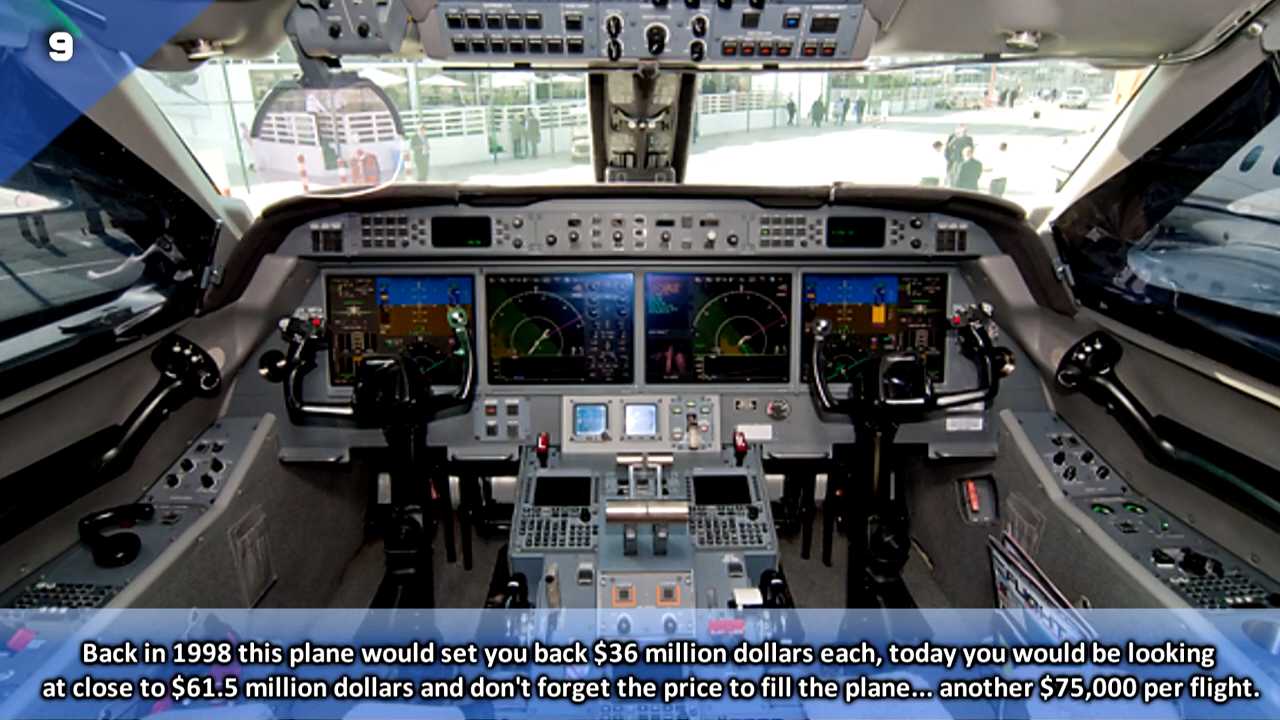 9
Back in 1998 this plane would set you back $36 million dollars each, today you would be looking
at close to $61.5 million dollars and don't forget the price to fill the plane... another $75,000 per flight.